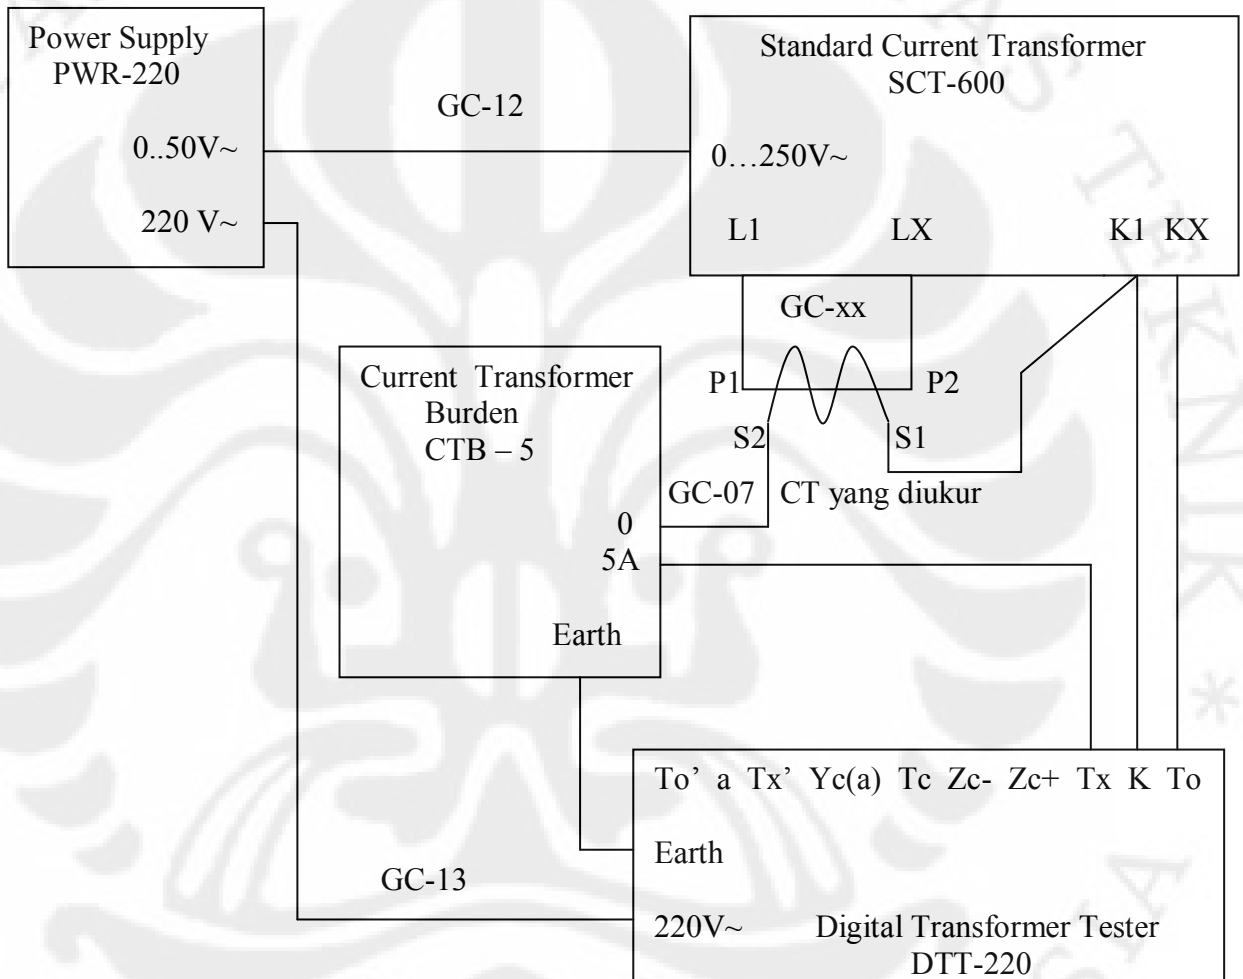 Power Supply
PWR-220
0..50V~
220 V~
GC-12
Standard Current Transformer
SCT-600
0…250V~
L1 LX K1 KX
GC-xx
P1 P2
S2 S1
GC-07 CT yang diukur
Current Transformer
Burden
CTB – 5
0
5A
Earth
To’ a Tx’ Yc(a) Tc Zc- Zc+ Tx K To
Earth
GC-13
220V~ Digital Transformer Tester
DTT-220
TEKNIK *